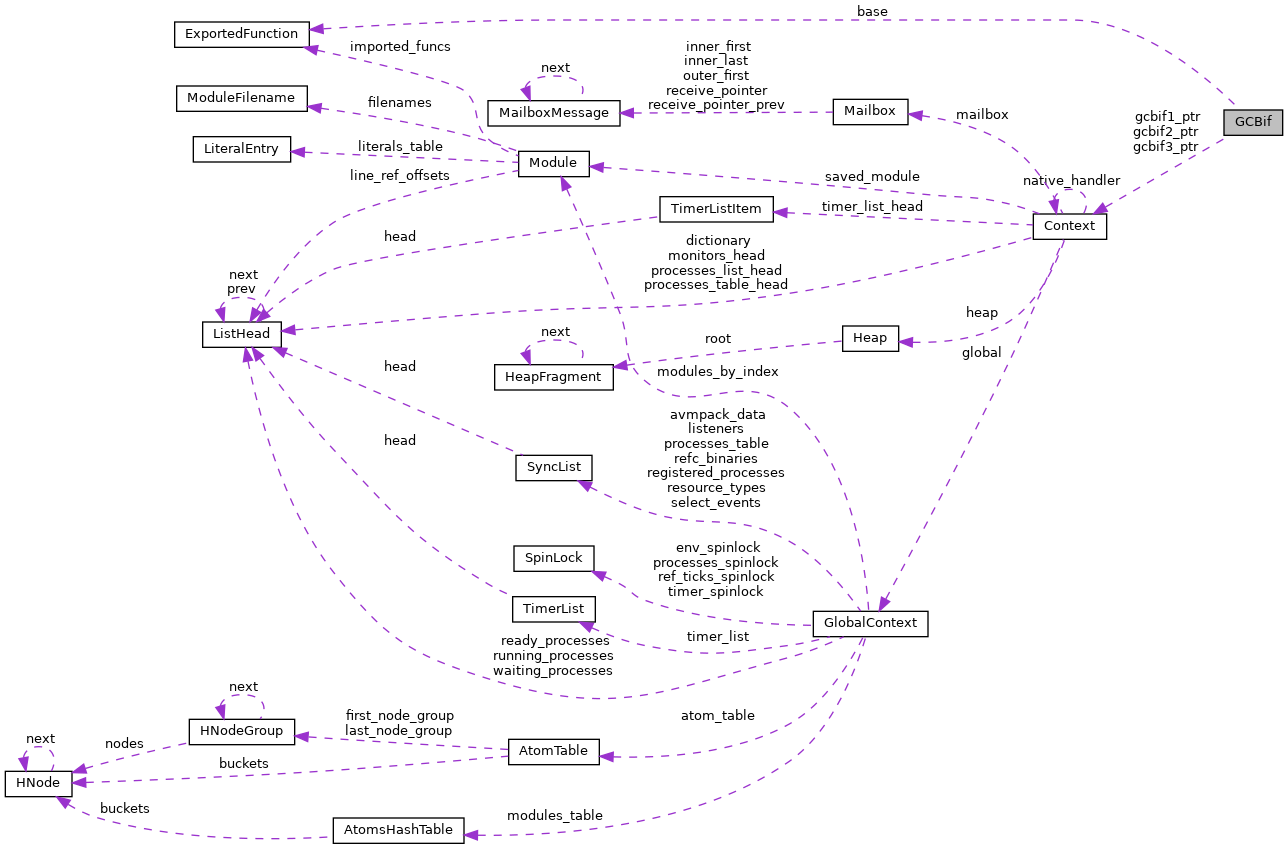 base
ExportedFunction
imported_funcs
inner_first
inner_last
outer_first
receive_pointer
receive_pointer_prev
next
ModuleFilename
filenames
MailboxMessage
Mailbox
mailbox
gcbif1_ptr
gcbif2_ptr
gcbif3_ptr
GCBif
LiteralEntry
literals_table
Module
line_ref_offsets
saved_module
native_handler
TimerListItem
timer_list_head
Context
head
dictionary
monitors_head
processes_list_head
processes_table_head
next
prev
ListHead
heap
Heap
root
next
HeapFragment
global
head
modules_by_index
avmpack_data
listeners
processes_table
refc_binaries
registered_processes
resource_types
select_events
head
SyncList
SpinLock
env_spinlock
processes_spinlock
ref_ticks_spinlock
timer_spinlock
TimerList
GlobalContext
timer_list
ready_processes
running_processes
waiting_processes
next
HNodeGroup
first_node_group
last_node_group
atom_table
AtomTable
next
nodes
buckets
HNode
buckets
AtomsHashTable
modules_table